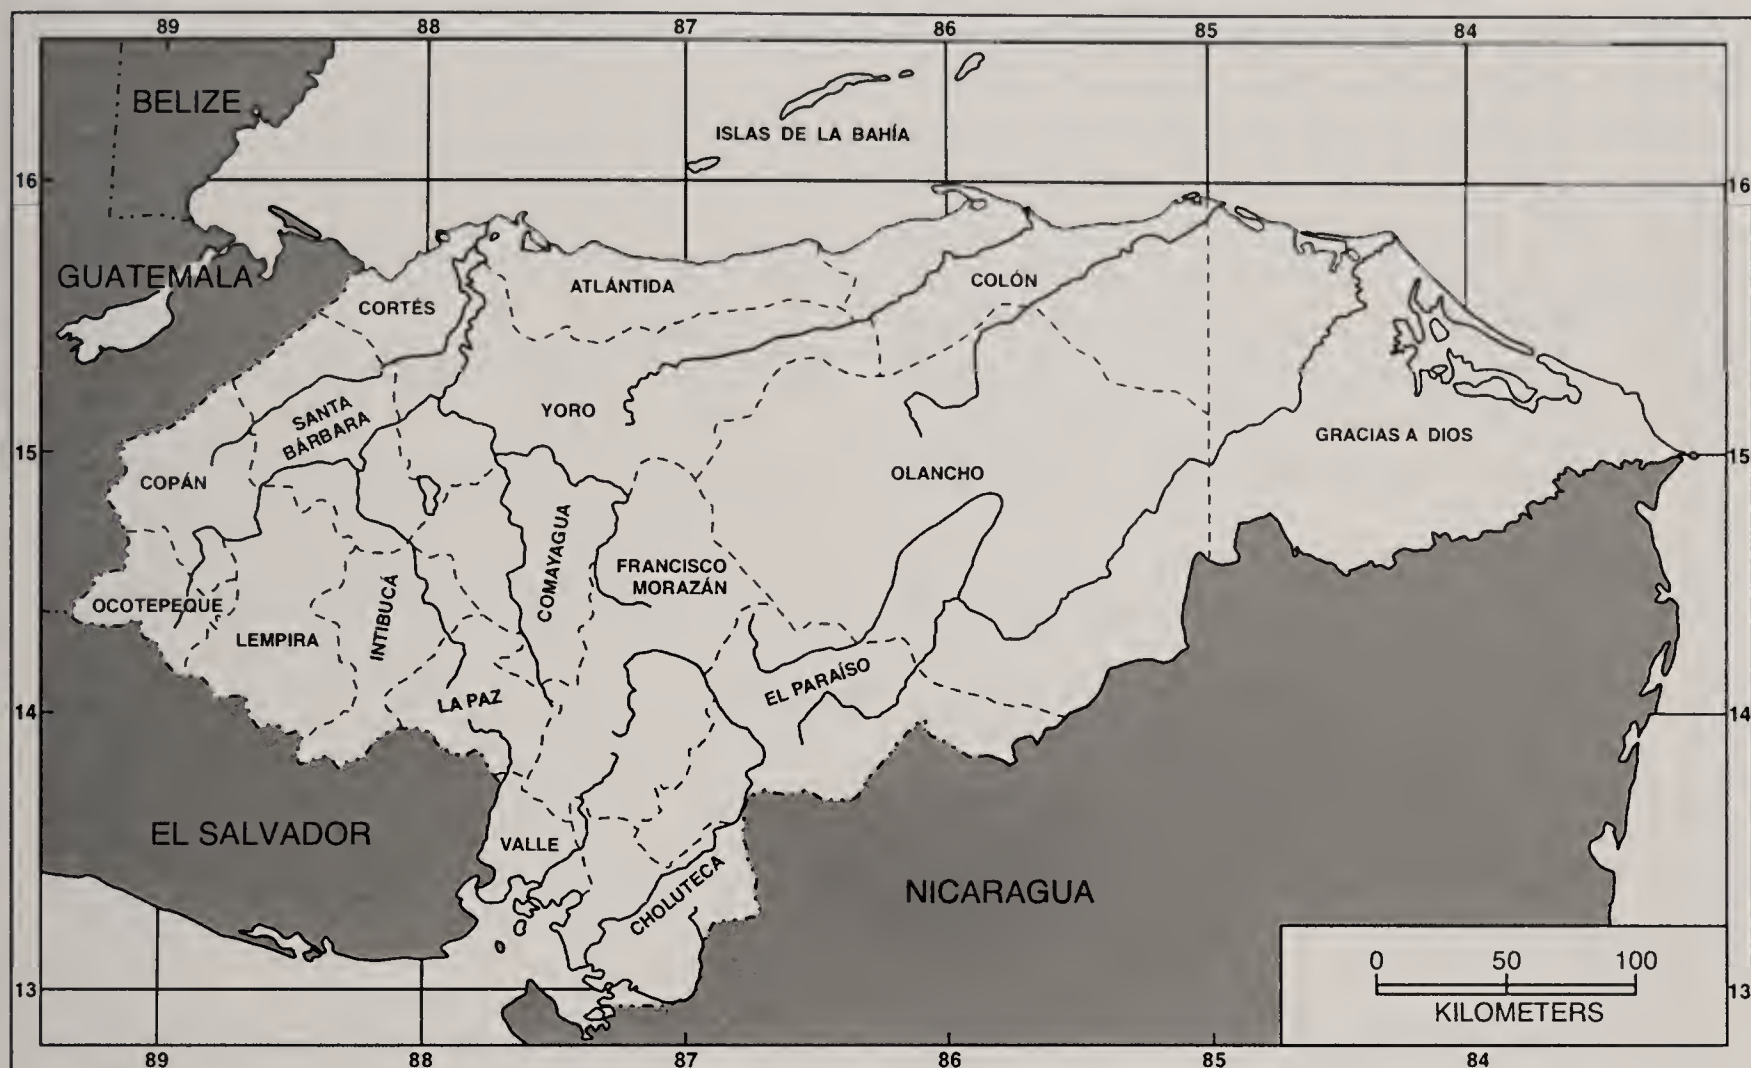 89 88 87 86 85 84
BELIZE
ISLAS DE LA BAHÍA
16 16
GUATEMALA
CORTÉS
ATLÁNTIDA
COLÓN
SANTA
BÁRBARA
YORO
GRACIAS A DIOS
15 15
COPÁN
OLANCHO
COMAYAGUA
FRANCISCO
MORAZÁN
OCOTEPEQUE
LEMPIRA
INTIBUCÁ
EL PARAÍSO
LA PAZ
14 14
EL SALVADOR
VALLE
CHOLUTECA
NICARAGUA
0 50 100
KILOMETERS
13 13
89 88 87 86 85 84